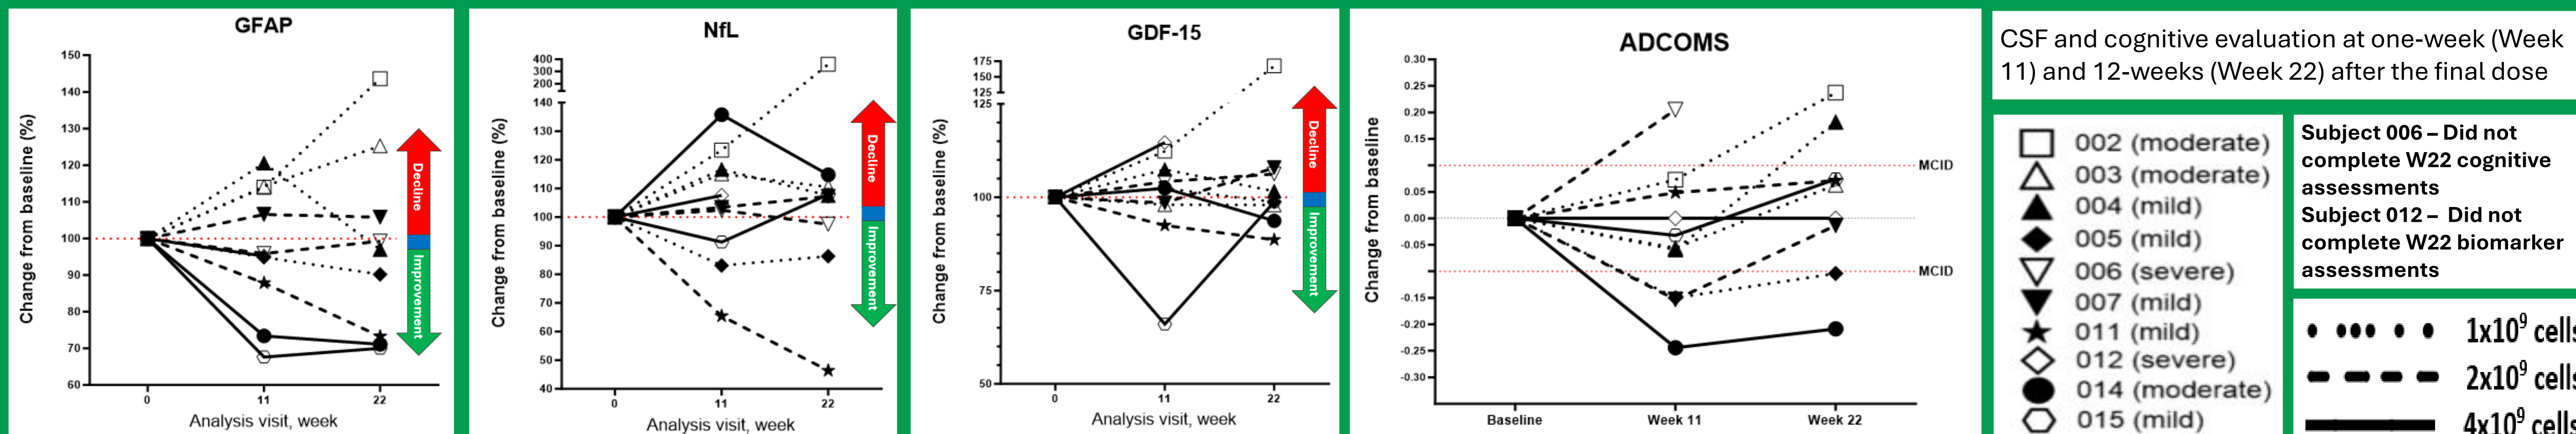 GFAP
150
140
130
120
110
100
90
80
70
60
0
11
22
Change from baseline (%)
Analysis visit, week
Decline
Improvement
NfL
400
300
200
140
130
120
110
100
90
80
70
60
50
40
0
11
22
Change from baseline (%)
Analysis visit, week
Decline
Improvement
GDF-15
175
150
125
125
100
75
50
0
11
22
Change from baseline (%)
Analysis visit, week
Decline
Improvement
ADCOMS
0.30
0.25
0.20
0.15
0.05
0.00
-0.05
-0.15
-0.20
-0.25
-0.30
MCID
MCID
Baseline
Week 11
Week 22
Change from baseline
CSF and cognitive evaluation at one-week (Week
11) and 12-weeks (Week 22) after the final dose
002 (moderate)
003 (moderate)
004 (mild)
005 (mild)
006 (severe)
007 (mild)
011 (mild)
012 (severe)
014 (moderate)
015 (mild)
Subject 006 – Did not
complete W22 cognitive
assessments
Subject 012 – Did not
complete W22 biomarker
assessments
1x10⁹ cells
2x10⁹ cells
4x10⁹ cells